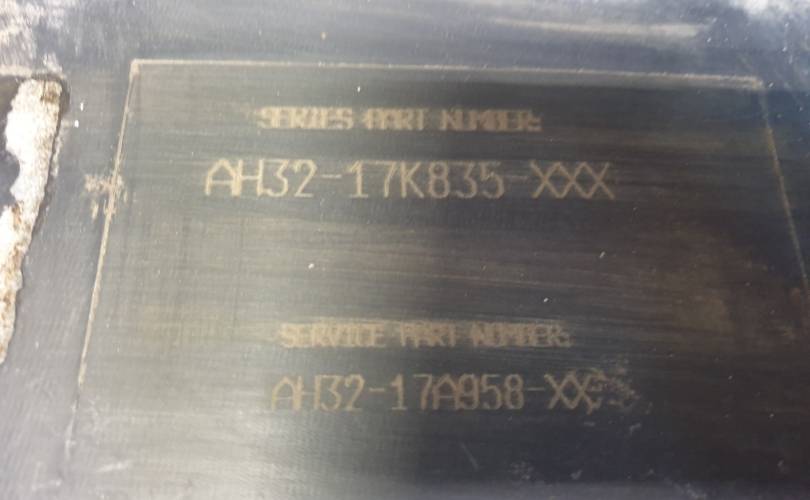 SERIES PART NUMBER:
AH32-17K835-XXX
SERVICE PART NUMBER:
AH32-17A958-XX